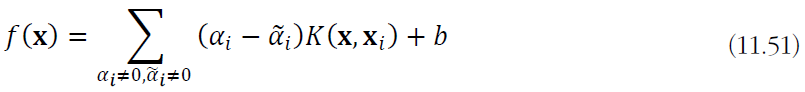 f(𝐱) = ∑_{α_i≠0, α̃_i≠0} (α_i − α̃_i)K(𝐱, 𝐱_i) + b (11.51)